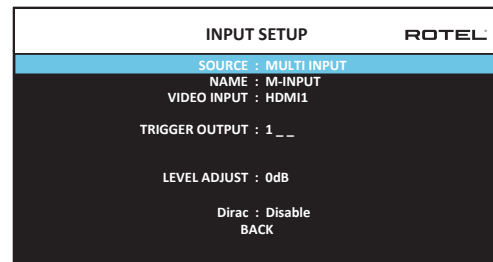 INPUT SETUP ROTEL
SOURCE : MULTI INPUT
NAME : M-INPUT
VIDEO INPUT : HDMI1
TRIGGER OUTPUT : 1 _ _
LEVEL ADJUST : 0dB
Dirac : Disable
BACK